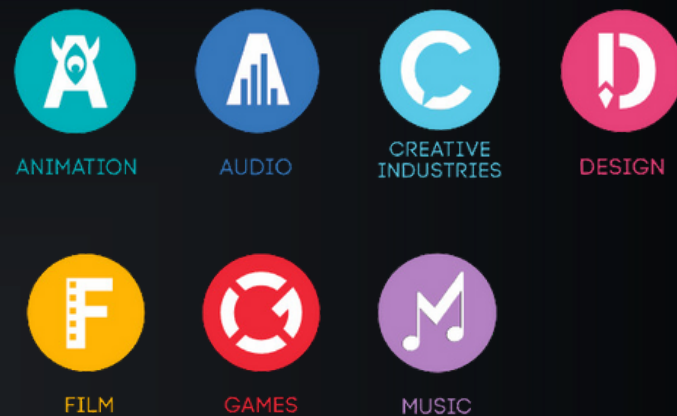 ANIMATION
AUDIO
CREATIVE
INDUSTRIES
DESIGN
FILM
GAMES
MUSIC